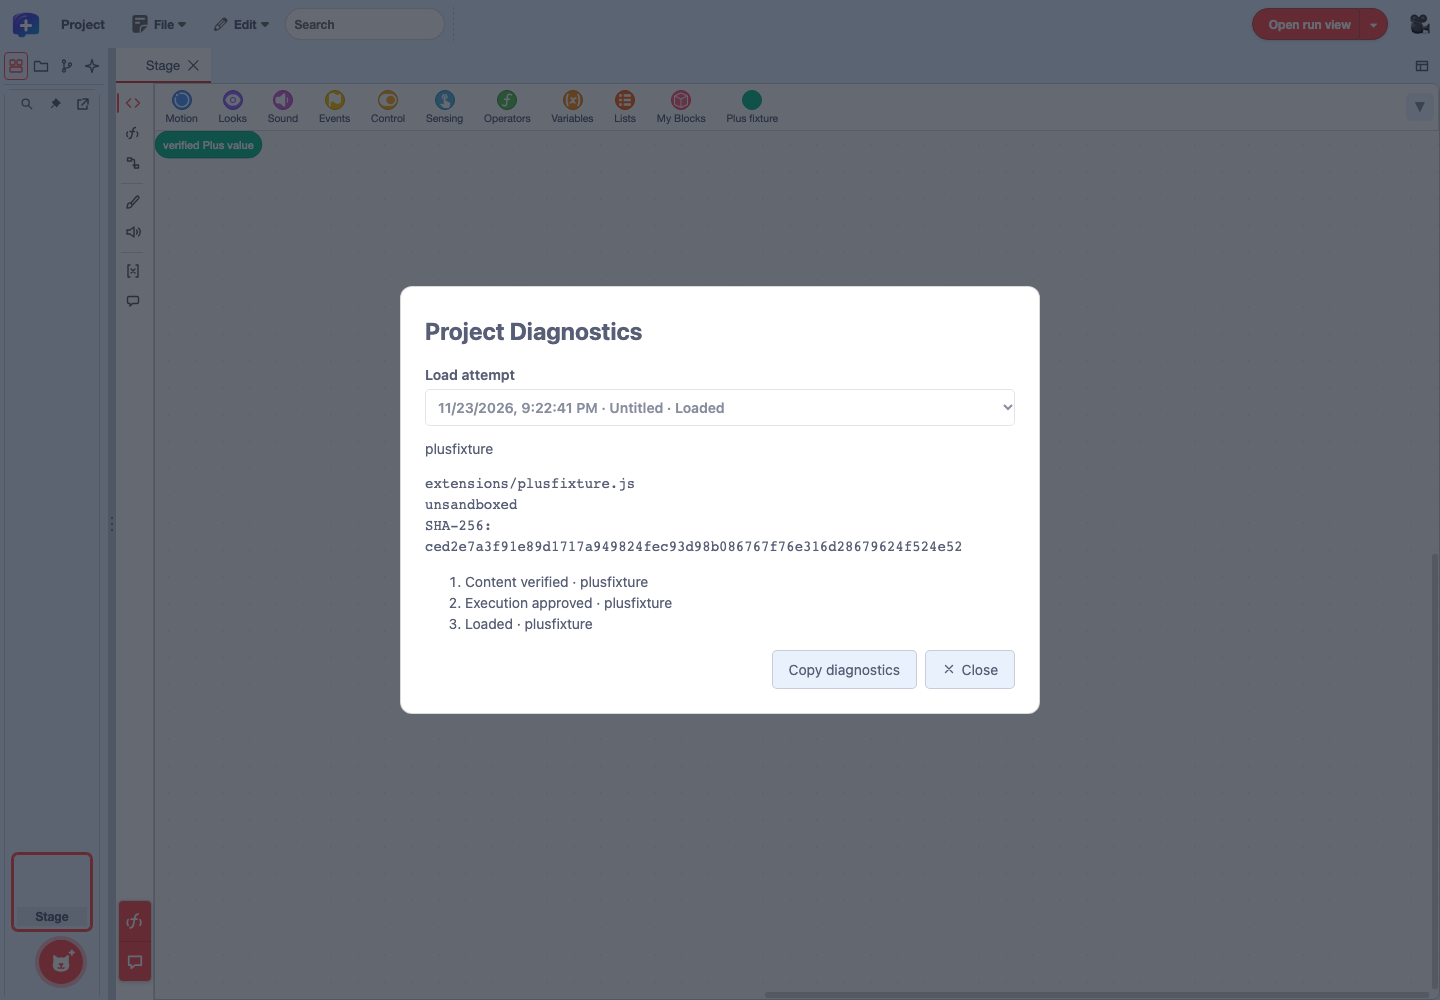 Project
File
Edit
Search
Open run view
Stage
Motion
Looks
Sound
Events
Control
Sensing
Operators
Variables
Lists
My Blocks
Plus fixture
verified Plus value
Project Diagnostics
Load attempt
11/23/2026, 9:22:41 PM · Untitled · Loaded
plusfixture
extensions/plusfixture.js
unsandboxed
SHA-256:
ced2e7a3f91e89d1717a949824fec93d98b086767f76e316d28679624f524e52
1. Content verified · plusfixture
2. Execution approved · plusfixture
3. Loaded · plusfixture
Copy diagnostics
Close
Stage